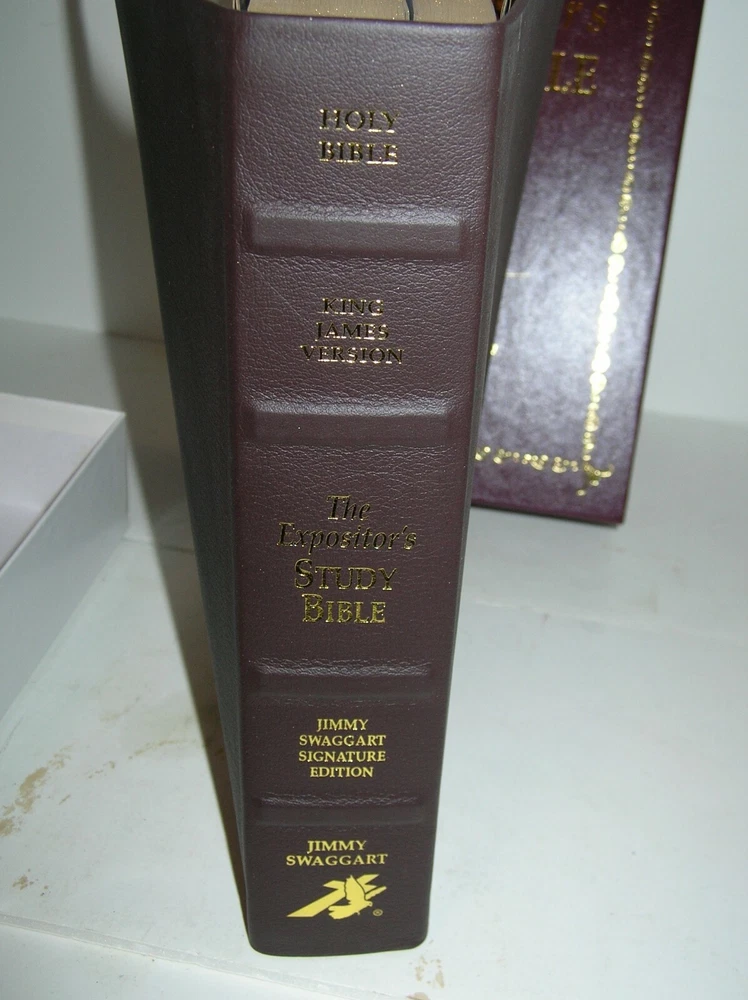 HOLY
BIBLE
KING
JAMES
VERSION
The
Expositor's
STUDY
BIBLE
JIMMY
SWAGGART
SIGNATURE
EDITION
JIMMY
SWAGGART
®